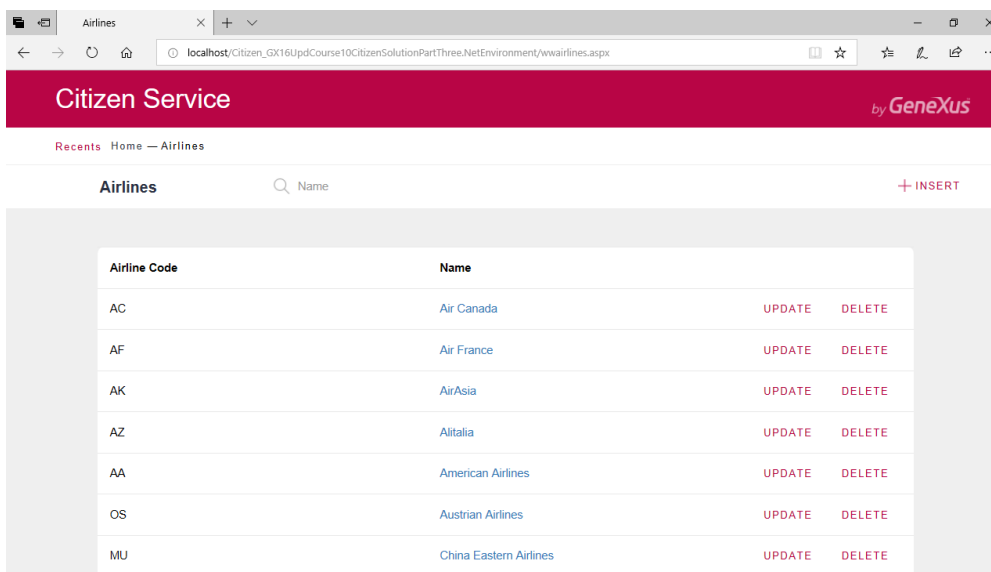 Airlines
localhost/Citizen_GX16UpdCourse10CitizenSolutionPartThree.NetEnvironment/wwairlines.aspx
Citizen Service
by GeneXus
Recents Home — Airlines
Airlines Name INSERT
Airline Code Name
AC Air Canada UPDATE DELETE
AF Air France UPDATE DELETE
AK AirAsia UPDATE DELETE
AZ Alitalia UPDATE DELETE
AA American Airlines UPDATE DELETE
OS Austrian Airlines UPDATE DELETE
MU China Eastern Airlines UPDATE DELETE